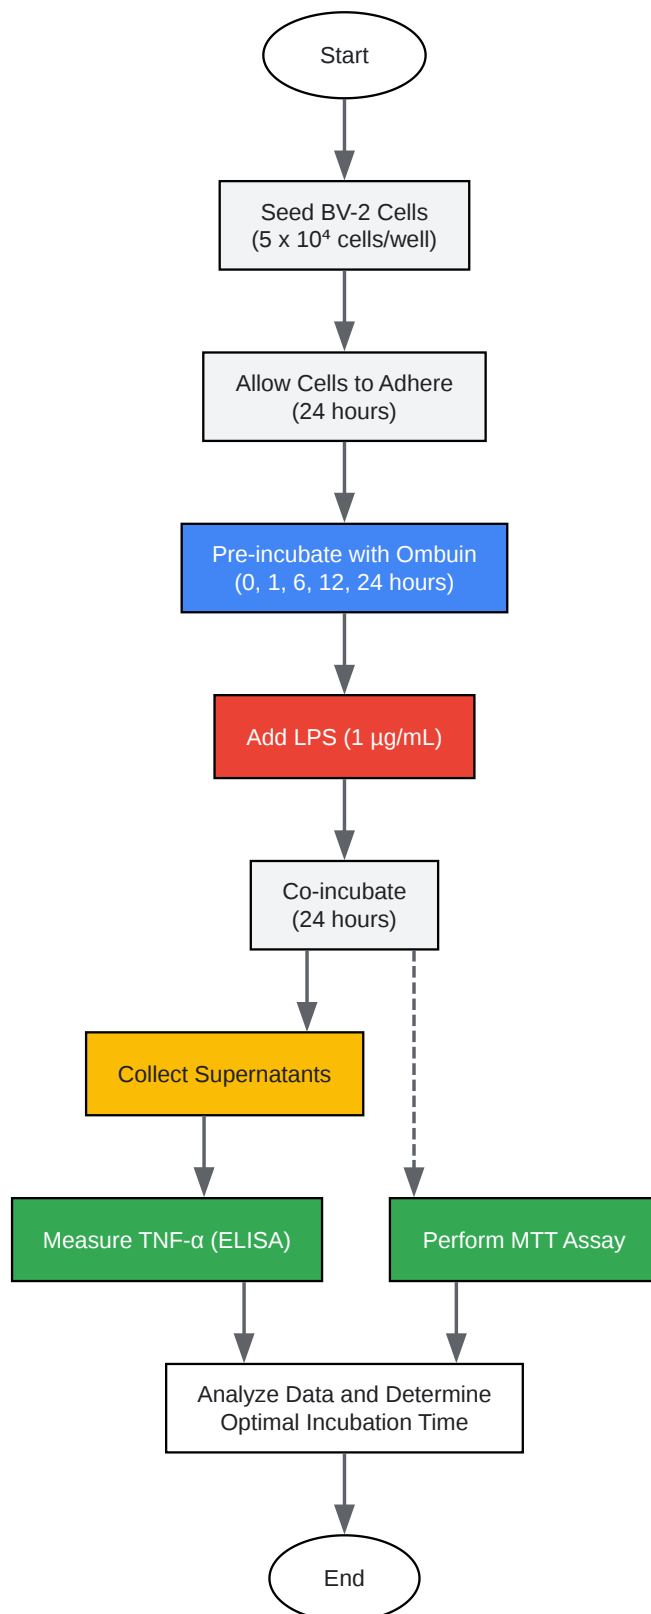 Start
Seed BV-2 Cells
(5 x 10⁴ cells/well)
Allow Cells to Adhere
(24 hours)
Pre-incubate with Ombuin
(0, 1, 6, 12, 24 hours)
Add LPS (1 µg/mL)
Co-incubate
(24 hours)
Collect Supernatants
Measure TNF-α (ELISA)
Perform MTT Assay
Analyze Data and Determine
Optimal Incubation Time
End